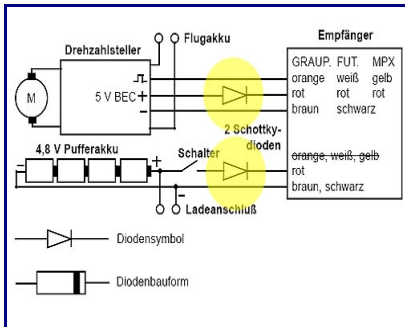 Flugakku
Empfänger
Drehzahlsteller
GRAUP. FUT. MPX
orange weiß gelb
M
5 V BEC +
rot rot rot
−
braun schwarz
2 Schottky-
dioden
4,8 V Pufferakku
Schalter
orange, weiß, gelb
− +
rot
braun, schwarz
−
Ladeanschluß
Diodensymbol
Diodenbauform